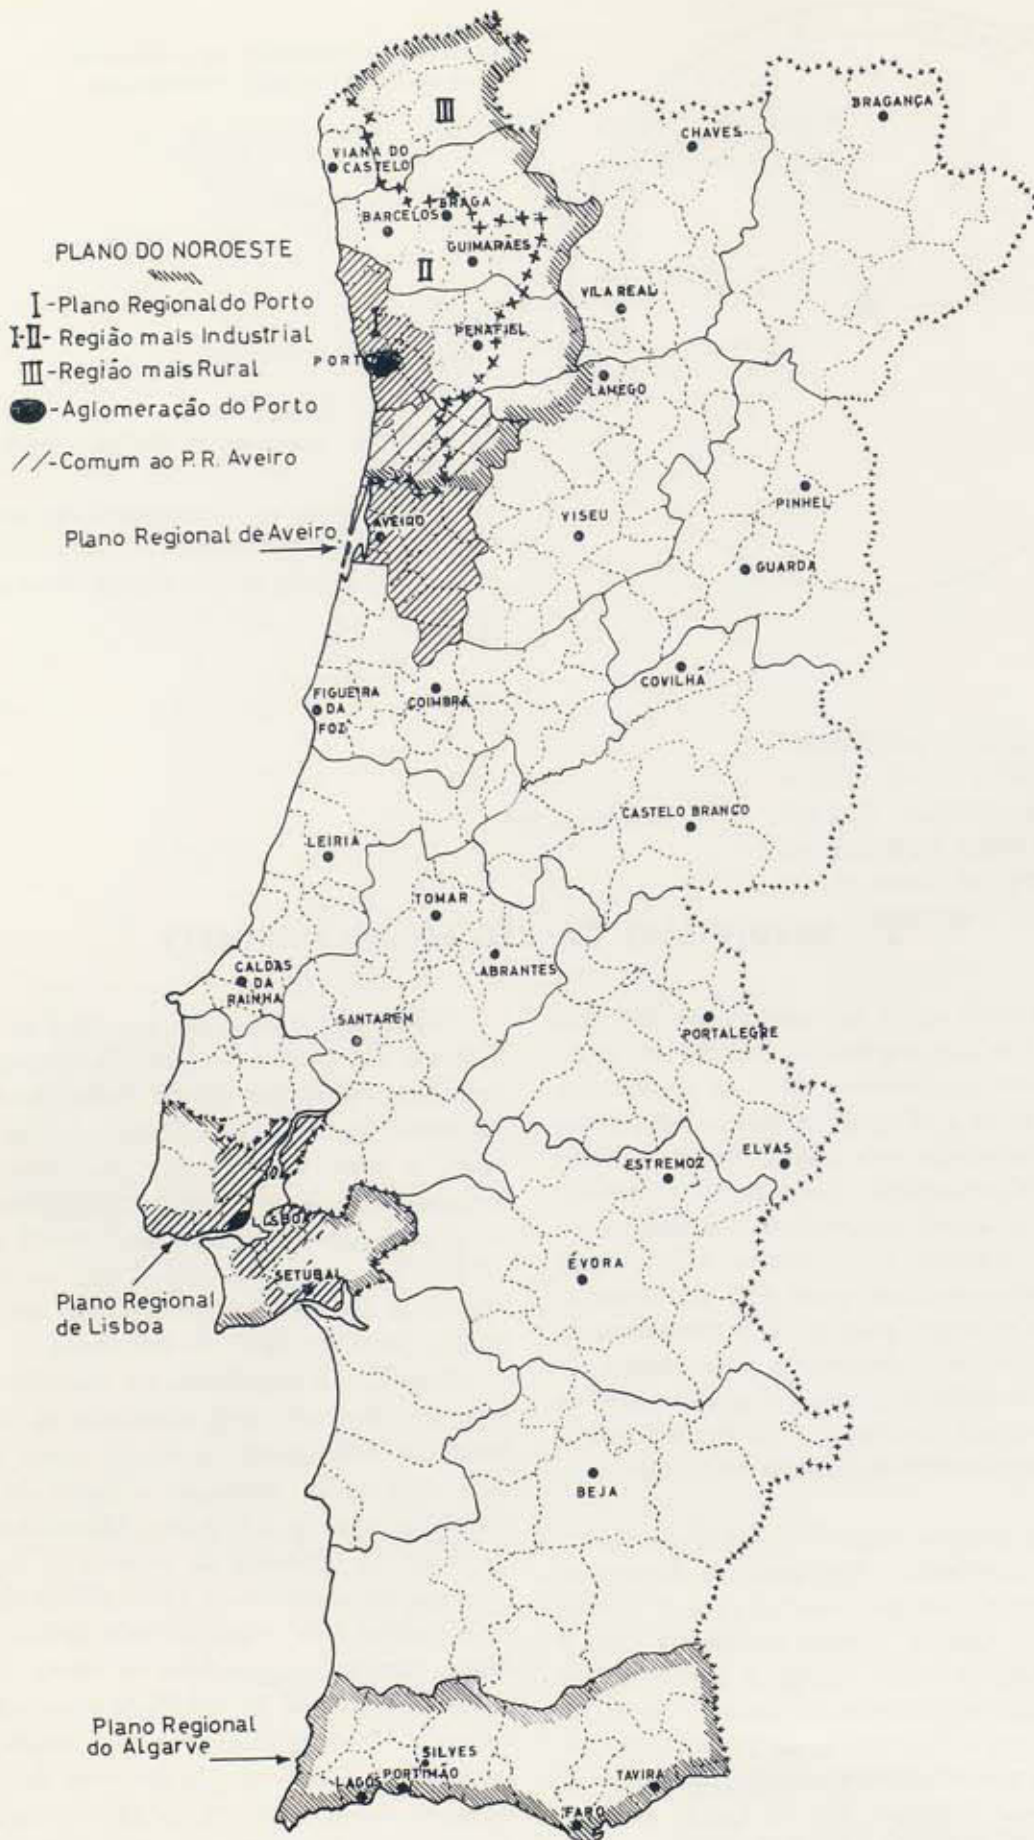 BRAGANÇA
CHAVES
III
VIANA DO
CASTELO
BRAGA
BARCELOS
GUIMARÃES
II
PLANO DO NOROESTE
I-Plano Regional do Porto
I-II- Região mais Industrial
III-Região mais Rural
-Aglomeração do Porto
//-Comum ao P.R. Aveiro
VILA REAL
I
PENAFIEL
PORTO
LAMEGO
PINHEL
VISEU
AVEIRO
Plano Regional de Aveiro
GUARDA
COVILHÃ
FIGUEIRA
DA
FOZ
COIMBRA
CASTELO BRANCO
LEIRIA
TOMAR
ABRANTES
CALDAS
DA
RAINHA
SANTARÉM
PORTALEGRE
ELVAS
ESTREMOZ
LISBOA
ÉVORA
SETUBAL
Plano Regional
de Lisboa
BEJA
Plano Regional
do Algarve
SILVES
LAGOS
PORTIMÃO
TAVIRA
FARO